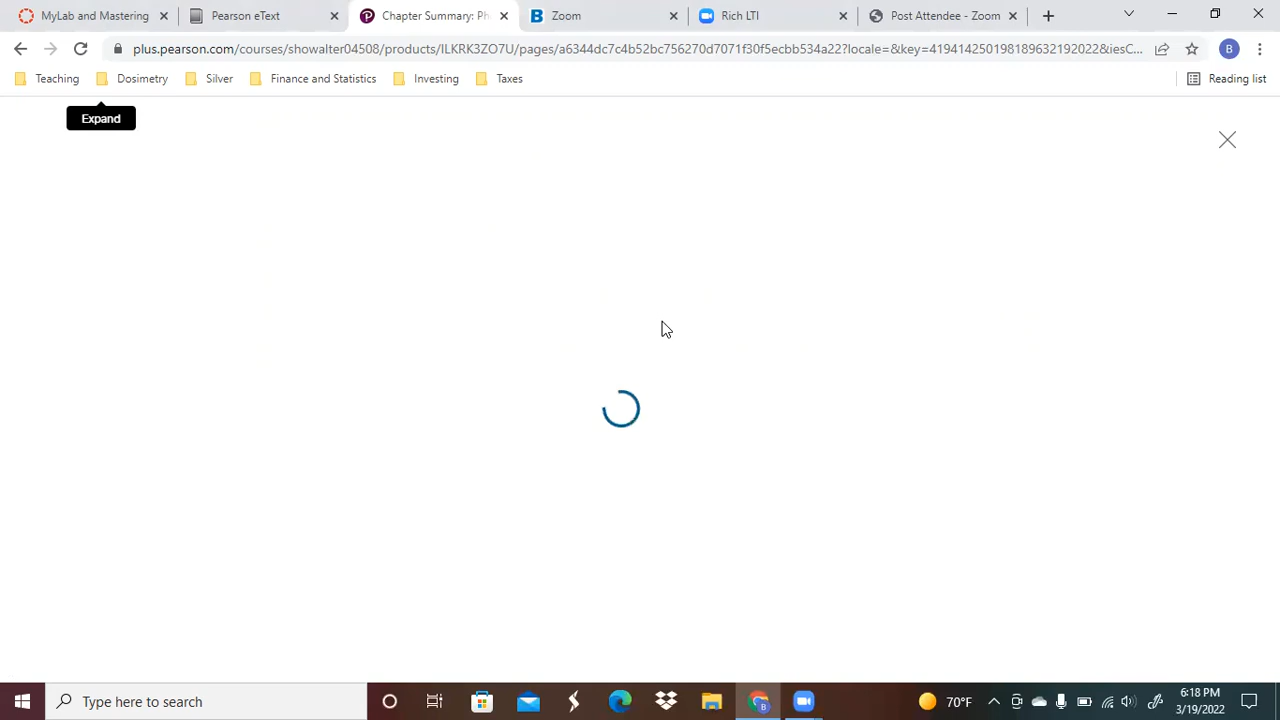 MyLab and Mastering
Pearson eText
Chapter Summary: Ph
Zoom
Rich LTI
Post Attendee - Zoom
plus.pearson.com/courses/showalter04508/products/ILKRK3ZO7U/pages/a6344dc7c4b52bc756270d7071f30f5ecbb534a22?locale=&key=419414250198189632192022&iesC...
B
Teaching
Dosimetry
Silver
Finance and Statistics
Investing
Taxes
Reading list
Expand
Type here to search
70°F
6:18 PM
3/19/2022